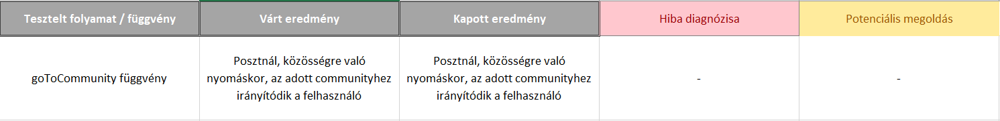 Tesztelt folyamat / függvény
Várt eredmény
Kapott eredmény
Hiba diagnózisa
Potenciális megoldás
goToCommunity függvény
Posztnál, közösségre való
nyomáskor, az adott communityhez
irányítódik a felhasználó
Posztnál, közösségre való
nyomáskor, az adott communityhez
irányítódik a felhasználó
-
-